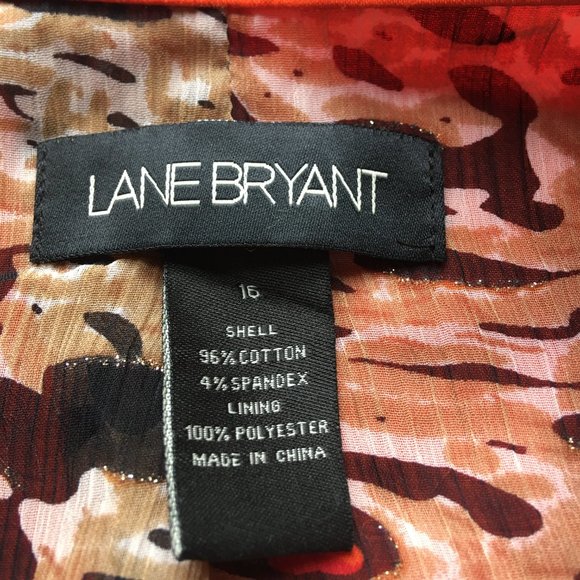 LANE BRYANT
16
SHELL
96% COTTON
4% SPANDEX
LINING
100% POLYESTER
MADE IN CHINA